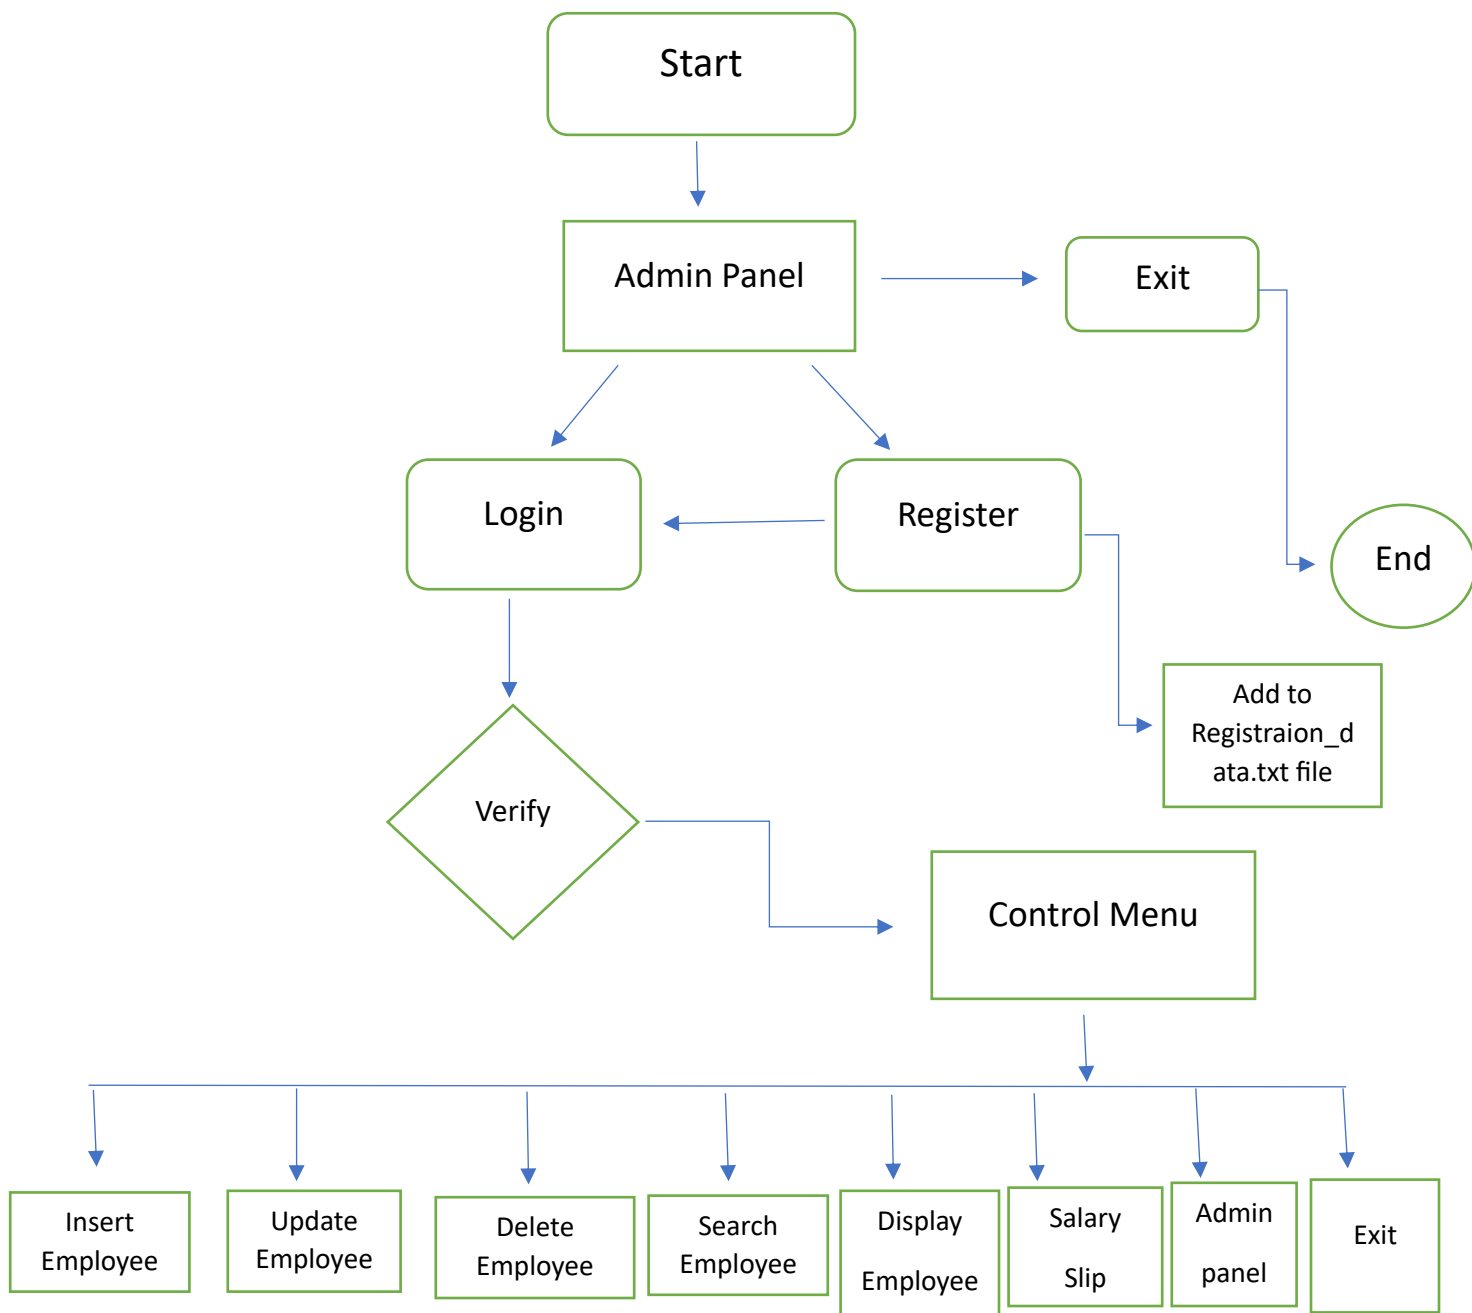 Start
Admin Panel
Exit
Login
Register
End
Add to
Registraion_d
ata.txt file
Verify
Control Menu
Insert
Employee
Update
Employee
Delete
Employee
Search
Employee
Display
Employee
Salary
Slip
Admin
panel
Exit